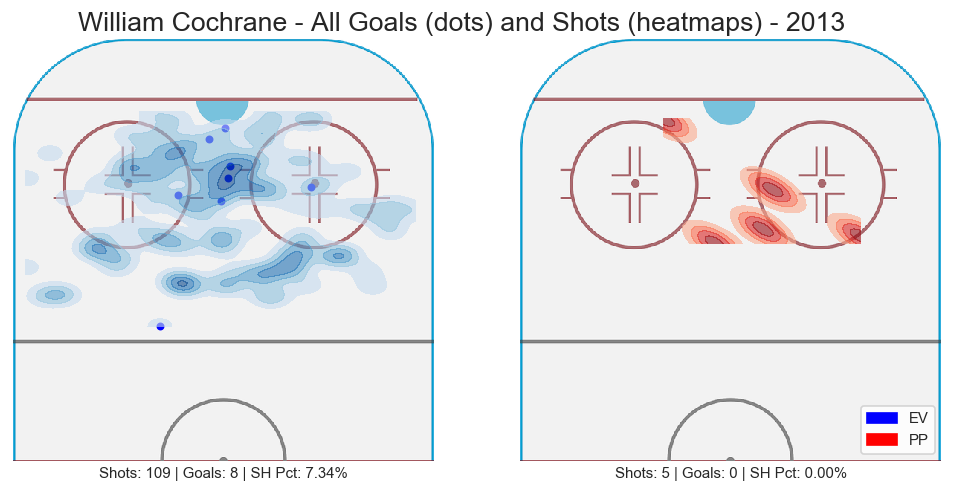 William Cochrane - All Goals (dots) and Shots (heatmaps) - 2013
EV
PP
Shots: 109 | Goals: 8 | SH Pct: 7.34%
Shots: 5 | Goals: 0 | SH Pct: 0.00%